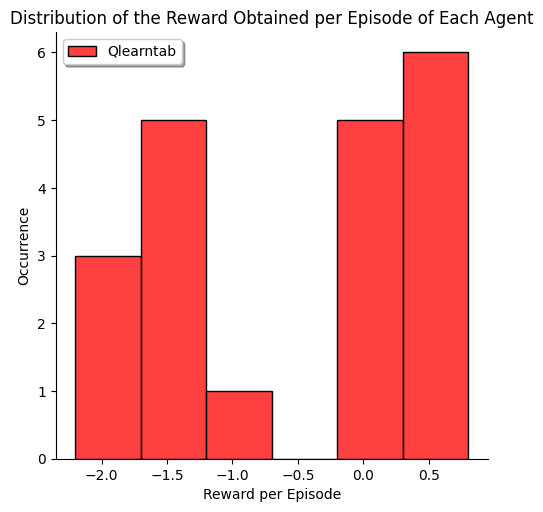 Distribution of the Reward Obtained per Episode of Each Agent
Qlearntab
6
5
4
3
2
1
0
Occurrence
−2.0 −1.5 −1.0 −0.5 0.0 0.5
Reward per Episode